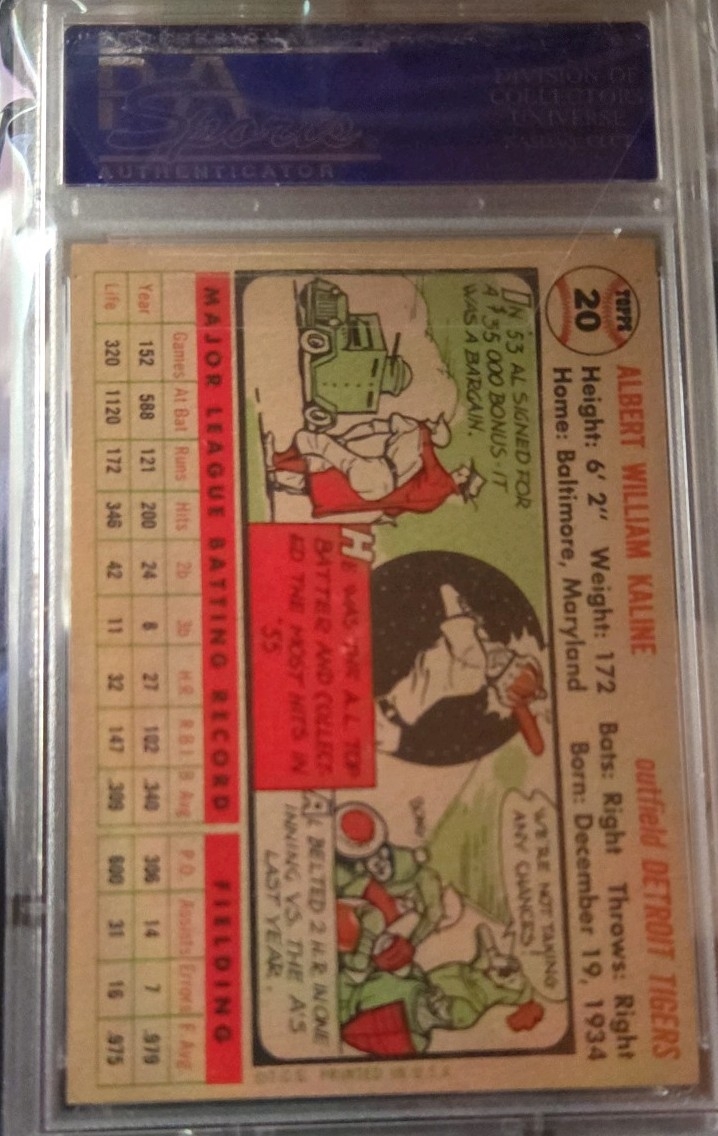 PSA
Sports
AUTHENTICATOR
DIVISION OF
COLLECTORS
UNIVERSE
TOPPS
20
ALBERT WILLIAM KALINE outfield DETROIT TIGERS
Height: 6' 2" Weight: 172 Bats: Right Throws: Right
Home: Baltimore, Maryland Born: December 19, 1934
IN '53 AL SIGNED FOR
A $35 000 BONUS-IT
WAS A BARGAIN.
HE WAS THE A.L. TOP
BATTER AND COLLECT-
ED THE MOST HITS IN
'55
WE'RE NOT TAKING
ANY CHANCES!
AL BELTED 2 H.R. IN ONE
INNING VS. THE A'S
LAST YEAR.
MAJOR LEAGUE BATTING RECORD FIELDING
Games At Bat Runs Hits 2b 3b H.R. R B I B Avg P.O. Assists Errors F. Avg
Year 152 588 121 200 24 8 27 102 .340 306 14 7 .979
Life 320 1120 172 346 42 11 32 147 .309 600 31 16 .975
PRINTED IN U.S.A.